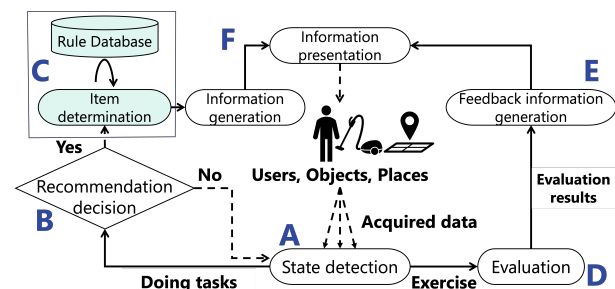 Rule Database
C
Item
determination
F
Information
presentation
Information
generation
E
Feedback information
generation
Yes
No
Recommendation
decision
B
Users, Objects, Places
Evaluation
results
A
Acquired data
State detection
Doing tasks
Exercise
Evaluation
D